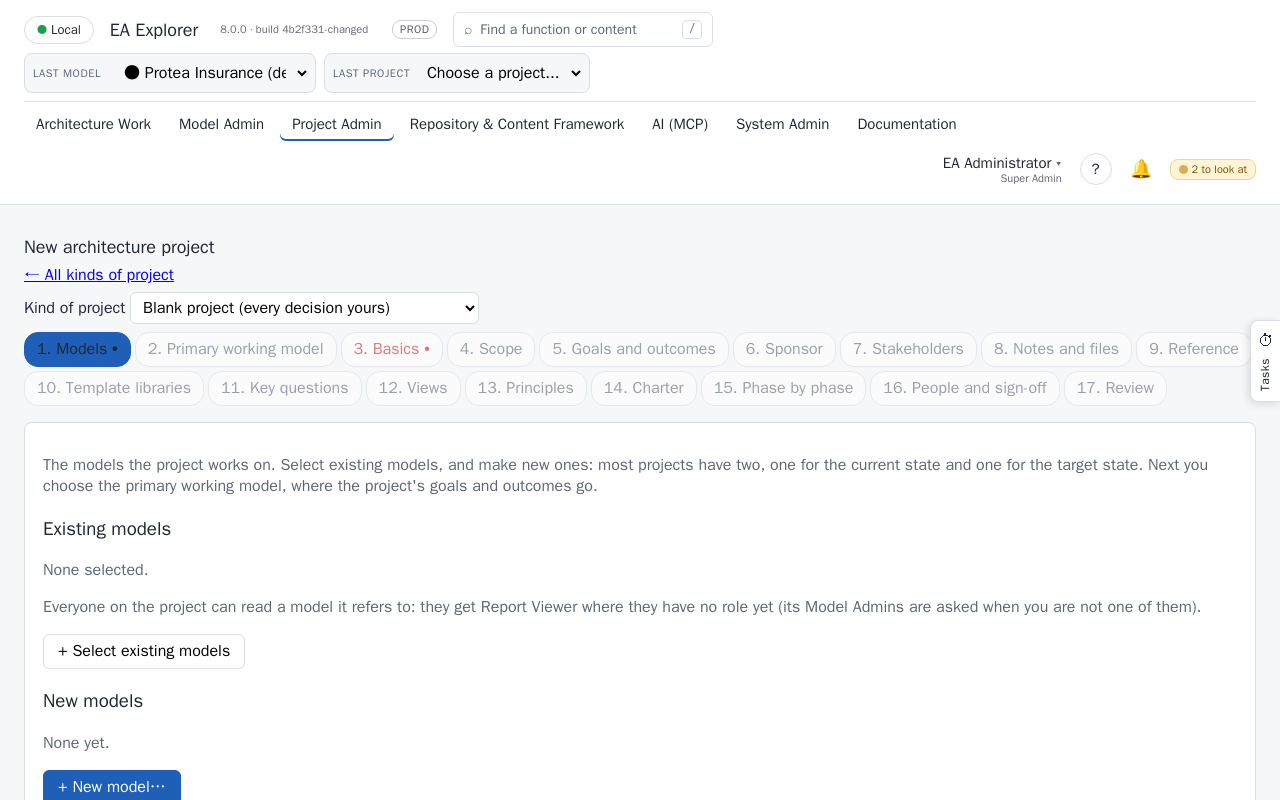 Local EA Explorer 8.0.0 · build 4b2f331-changed PROD ⌕ Find a function or content /
LAST MODEL Protea Insurance (de LAST PROJECT Choose a project...
Architecture Work Model Admin Project Admin Repository & Content Framework AI (MCP) System Admin Documentation
EA Administrator ▾ ? 2 to look at
Super Admin
New architecture project
← All kinds of project
Kind of project Blank project (every decision yours)
1. Models • 2. Primary working model 3. Basics • 4. Scope 5. Goals and outcomes 6. Sponsor 7. Stakeholders 8. Notes and files 9. Reference
10. Template libraries 11. Key questions 12. Views 13. Principles 14. Charter 15. Phase by phase 16. People and sign-off 17. Review
Tasks
The models the project works on. Select existing models, and make new ones: most projects have two, one for the current state and one for the target state. Next you
choose the primary working model, where the project's goals and outcomes go.
Existing models
None selected.
Everyone on the project can read a model it refers to: they get Report Viewer where they have no role yet (its Model Admins are asked when you are not one of them).
+ Select existing models
New models
None yet.
+ New model…